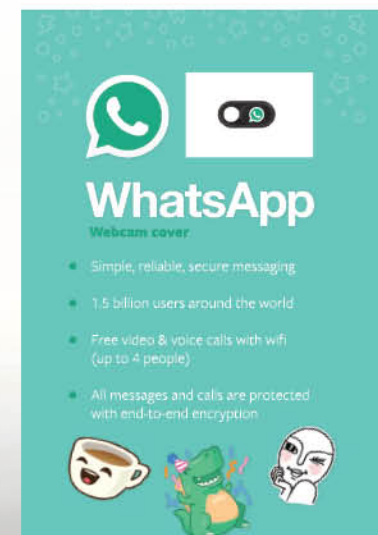 WhatsApp
Webcam cover
Simple, reliable, secure messaging
1.5 billion users around the world
Free video & voice calls with wifi
(up to 4 people)
All messages and calls are protected
with end-to-end encryption